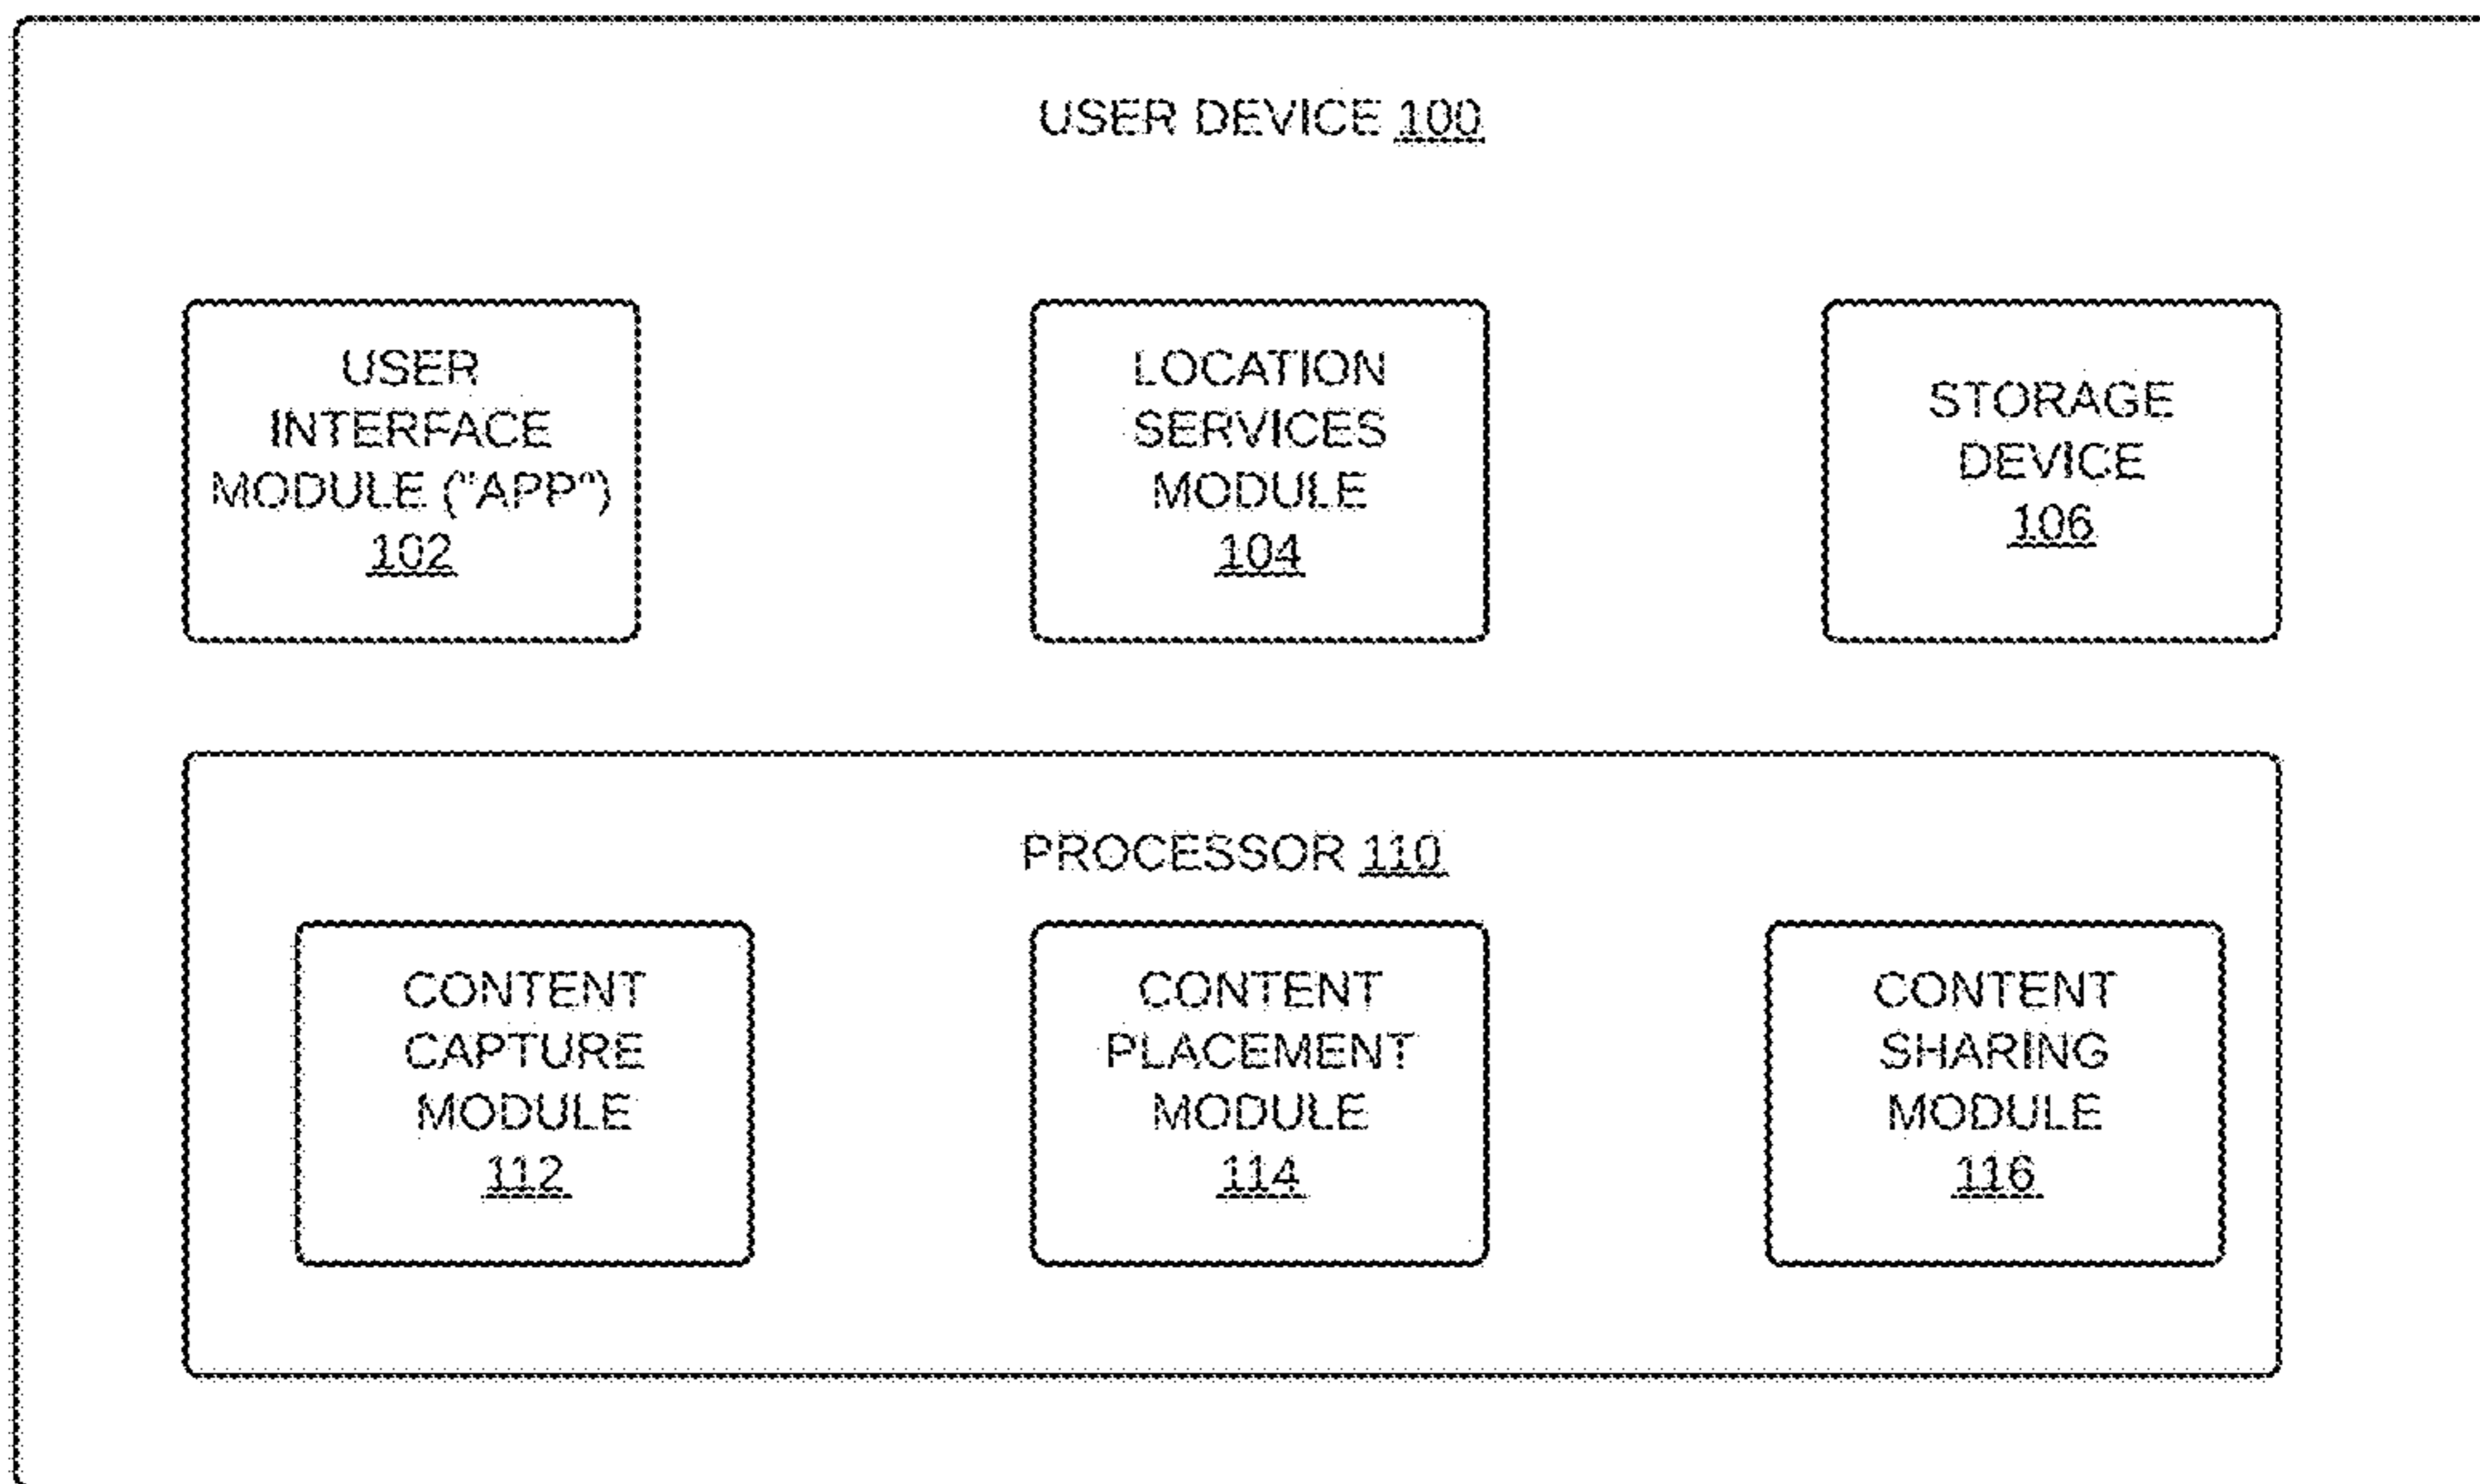 USER DEVICE 100
USER
INTERFACE
MODULE ("APP")
102
LOCATION
SERVICES
MODULE
104
STORAGE
DEVICE
106
PROCESSOR 110
CONTENT
CAPTURE
MODULE
112
CONTENT
PLACEMENT
MODULE
114
CONTENT
SHARING
MODULE
116